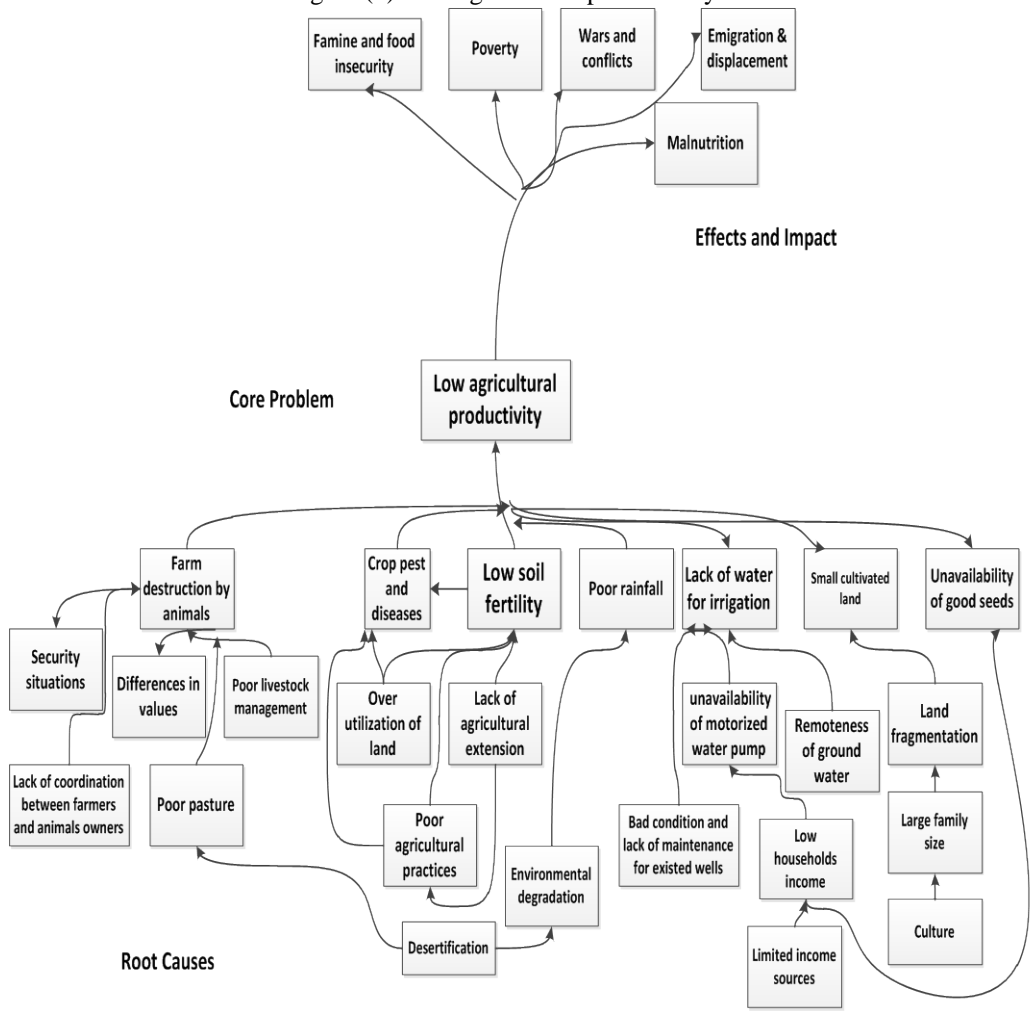 Famine and food
insecurity
Poverty
Wars and
conflicts
Emigration &
displacement
Malnutrition
Effects and Impact
Low agricultural
productivity
Core Problem
Farm
destruction by
animals
Crop pest
and
diseases
Low soil
fertility
Poor rainfall
Lack of water
for irrigation
Small cultivated
land
Unavailability
of good seeds
Security
situations
Differences in
values
Poor livestock
management
Over
utilization of
land
Lack of
agricultural
extension
unavailability
of motorized
water pump
Remoteness
of ground
water
Land
fragmentation
Lack of coordination
between farmers
and animals owners
Poor pasture
Poor
agricultural
practices
Environmental
degradation
Bad condition and
lack of maintenance
for existed wells
Low
households
income
Large family
size
Desertification
Limited income
sources
Culture
Root Causes